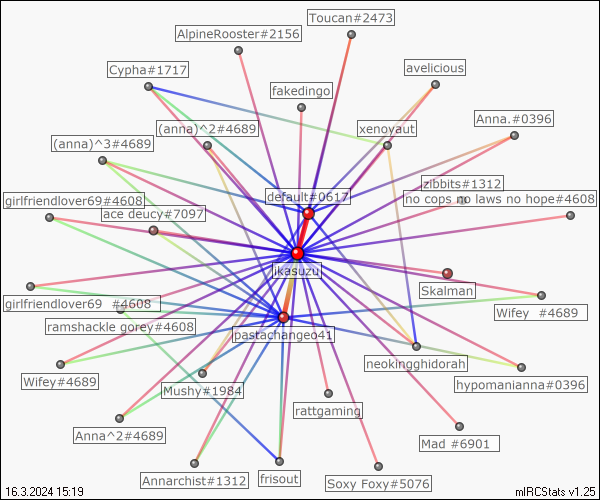 Toucan#2473
AlpineRooster#2156
Cypha#1717
avelicious
fakedingo
Anna.#0396
(anna)^2#4689
xenoyaut
(anna)^3#4689
zibbits#1312
default#0617
girlfriendlover69#4608
no cops no laws no hope#4608
ace deucy#7097
jkasuzu
Skalman
girlfriendlover69 #4608
Wifey #4689
ramshackle gorey#4608
pastachangeo41
neokingghidorah
Wifey#4689
Mushy#1984
hypomanianna#0396
rattgaming
Anna^2#4689
Mad #6901
Annarchist#1312
frisout
Soxy Foxy#5076
16.3.2024 15:19
mIRCStats v1.25